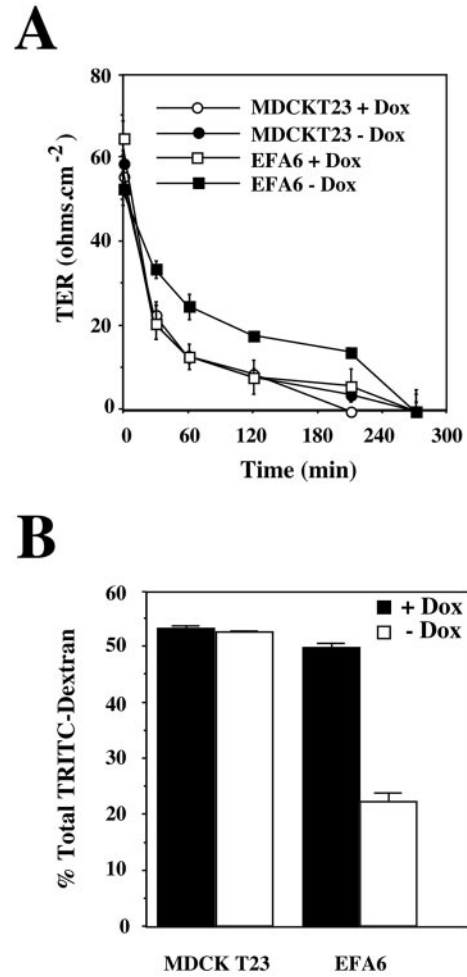 A
80
60
40
20
0
TER (ohms.cm-2)
MDCKT23 + Dox
MDCKT23 - Dox
EFA6 + Dox
EFA6 - Dox
0 60 120 180 240 300
Time (min)
B
60
50
40
30
20
10
0
% Total TRITC-Dextran
+ Dox
- Dox
MDCK T23 EFA6